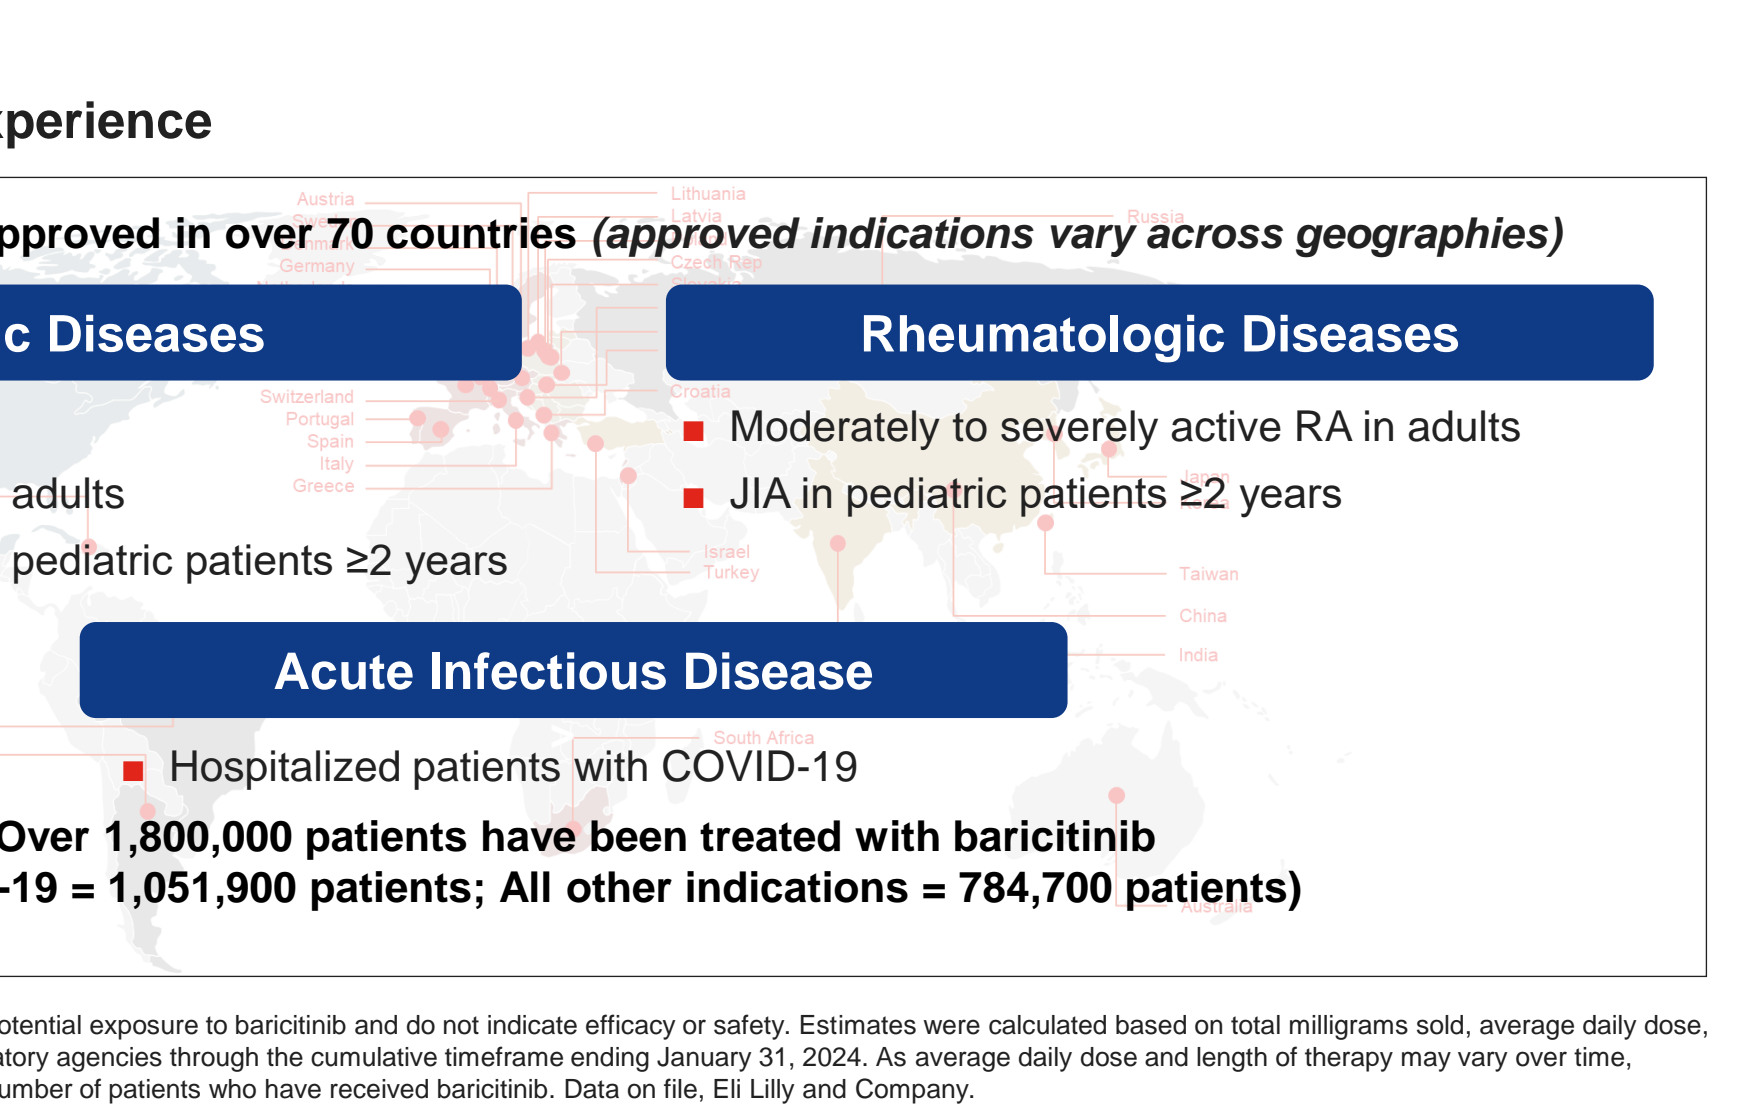 xperience
Austria
Lithuania
Latvia
Russia
pproved in over 70 countries (approved indications vary across geographies)
Germany
Czech Rep
c Diseases
Rheumatologic Diseases
Switzerland
Croatia
Portugal
Spain
Italy
Greece
Moderately to severely active RA in adults
JIA in pediatric patients ≥2 years
Japan
adults
pediatric patients ≥2 years
Israel
Turkey
Taiwan
China
India
Acute Infectious Disease
South Africa
Hospitalized patients with COVID-19
Over 1,800,000 patients have been treated with baricitinib
-19 = 1,051,900 patients; All other indications = 784,700 patients)
Australia
otential exposure to baricitinib and do not indicate efficacy or safety. Estimates were calculated based on total milligrams sold, average daily dose,
atory agencies through the cumulative timeframe ending January 31, 2024. As average daily dose and length of therapy may vary over time,
umber of patients who have received baricitinib. Data on file, Eli Lilly and Company.